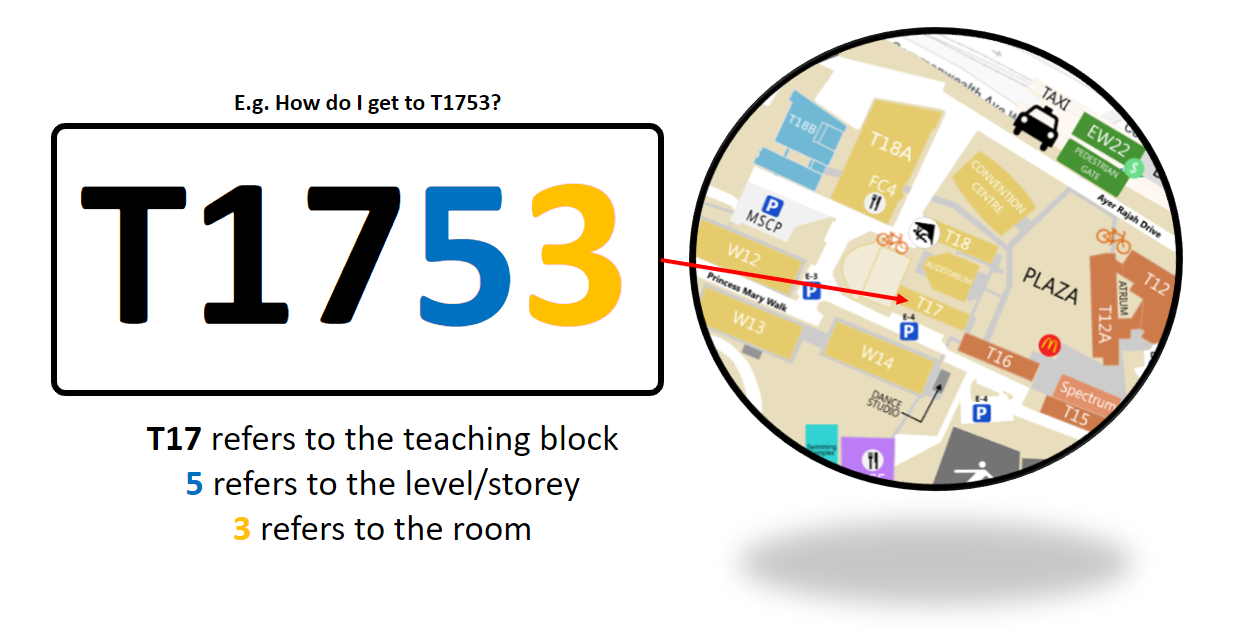 E.g. How do I get to T1753?
T1753
T17 refers to the teaching block
5 refers to the level/storey
3 refers to the room
TAXI
EW22
PEDESTRIAN
GATE
$
Ayer Rajah Drive
T18B
T18A
FC4
CONVENTION
CENTRE
P
MSCP
T18
AUDITORIUM
T17
PLAZA
T12
ATRIUM
T12A
W12
E-3
P
Princess Mary Walk
W13
E-4
P
W14
T16
Spectrum
T15
DANCE
STUDIO
E-4
P
Swimming
Complex